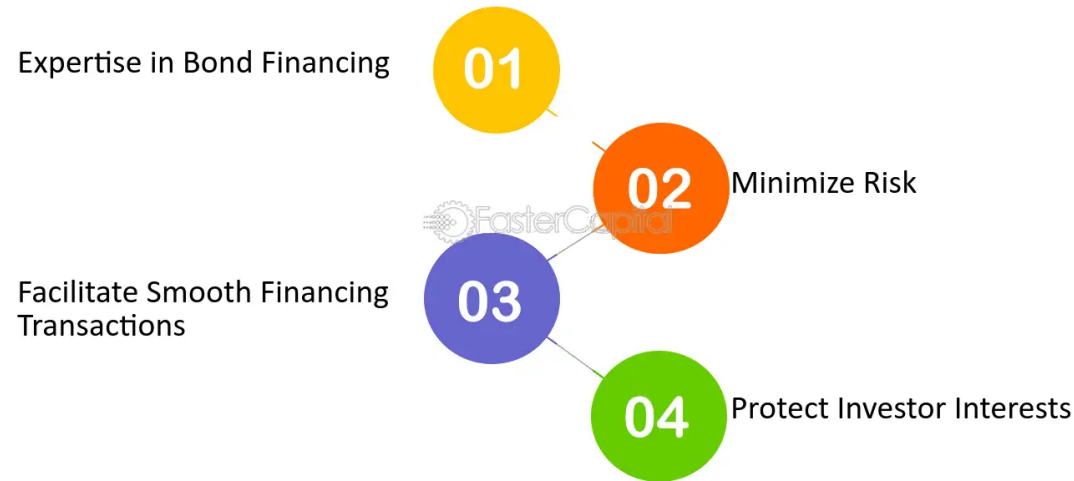 Expertise in Bond Financing
01
02
Minimize Risk
FasterCapital
Facilitate Smooth Financing
Transactions
03
04
Protect Investor Interests